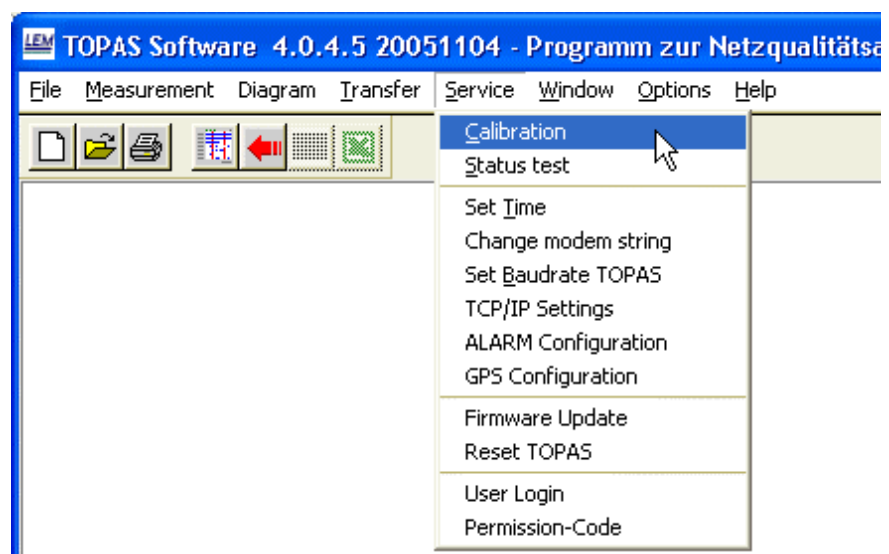 LEM TOPAS Software 4.0.4.5 20051104 - Programm zur Netzqualitäts
File Measurement Diagram Transfer Service Window Options Help
Calibration
Status test
Set Time
Change modem string
Set Baudrate TOPAS
TCP/IP Settings
ALARM Configuration
GPS Configuration
Firmware Update
Reset TOPAS
User Login
Permission-Code